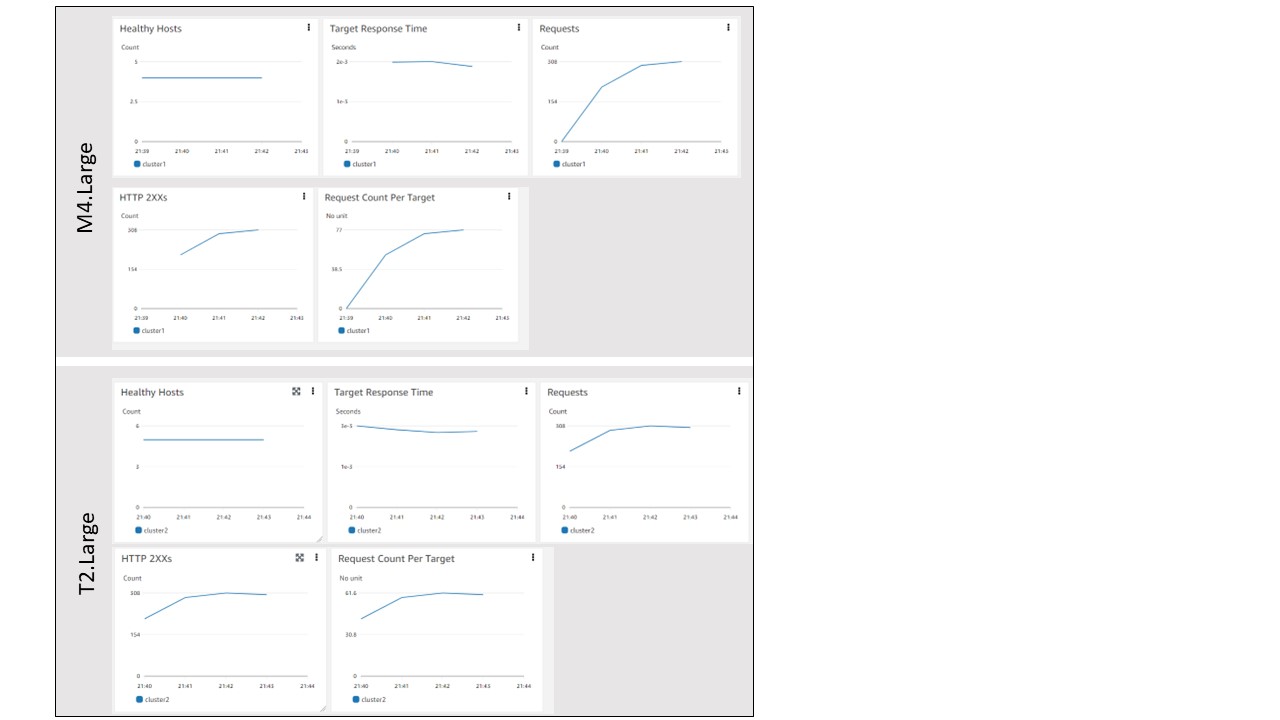 M4.Large
Healthy Hosts
Count
5
2.5
0
21:39 21:40 21:41 21:42 21:43
cluster1
Target Response Time
Seconds
2e-3
1e-3
0
21:39 21:40 21:41 21:42 21:43
cluster1
Requests
Count
308
154
0
21:39 21:40 21:41 21:42 21:43
cluster1
HTTP 2XXs
Count
308
154
0
21:39 21:40 21:41 21:42 21:43
cluster1
Request Count Per Target
No unit
77
38.5
0
21:39 21:40 21:41 21:42 21:43
cluster1
T2.Large
Healthy Hosts
Count
6
3
0
21:40 21:41 21:42 21:43 21:44
cluster2
Target Response Time
Seconds
0
21:40 21:41 21:42 21:43 21:44
cluster2
Requests
Count
308
154
0
21:40 21:41 21:42 21:43 21:44
cluster2
HTTP 2XXs
Count
308
154
0
21:40 21:41 21:42 21:43 21:44
cluster2
Request Count Per Target
No unit
61.6
30.8
0
21:40 21:41 21:42 21:43 21:44
cluster2